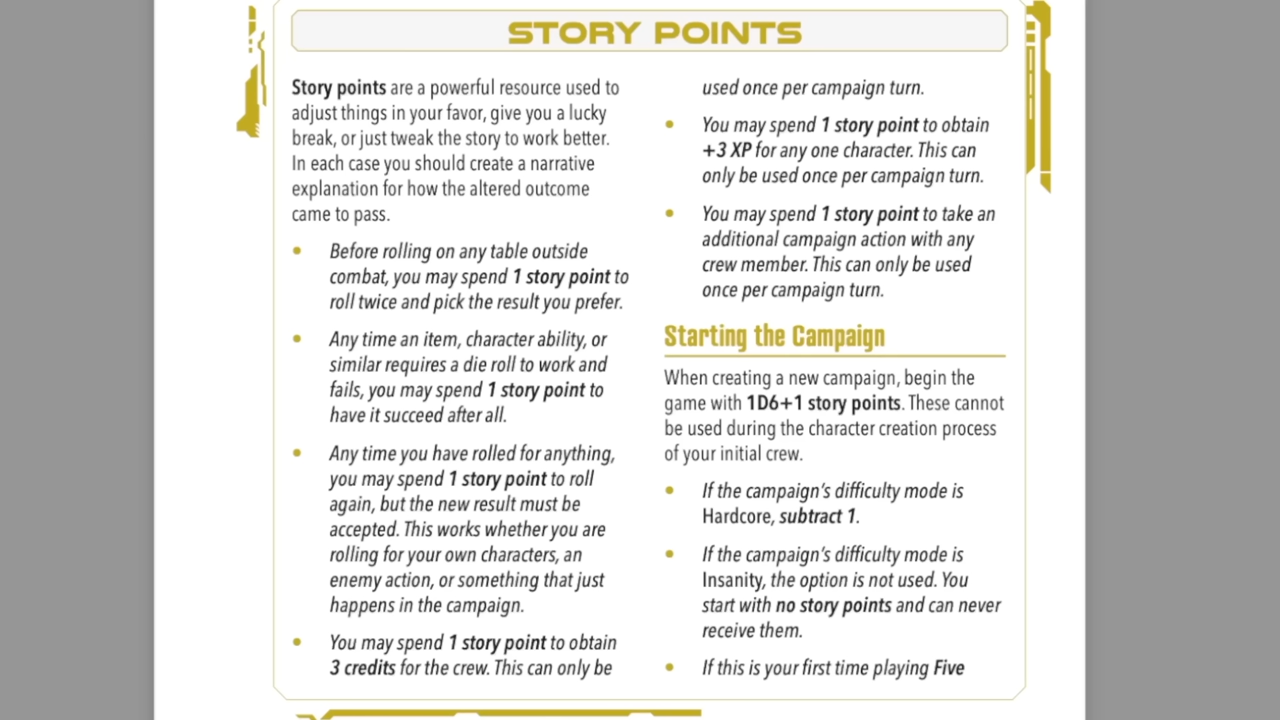 STORY POINTS
Story points are a powerful resource used to
adjust things in your favor, give you a lucky
break, or just tweak the story to work better.
In each case you should create a narrative
explanation for how the altered outcome
came to pass.
• Before rolling on any table outside
combat, you may spend 1 story point to
roll twice and pick the result you prefer.
• Any time an item, character ability, or
similar requires a die roll to work and
fails, you may spend 1 story point to
have it succeed after all.
• Any time you have rolled for anything,
you may spend 1 story point to roll
again, but the new result must be
accepted. This works whether you are
rolling for your own characters, an
enemy action, or something that just
happens in the campaign.
• You may spend 1 story point to obtain
3 credits for the crew. This can only be
used once per campaign turn.
• You may spend 1 story point to obtain
+3 XP for any one character. This can
only be used once per campaign turn.
• You may spend 1 story point to take an
additional campaign action with any
crew member. This can only be used
once per campaign turn.
Starting the Campaign
When creating a new campaign, begin the
game with 1D6+1 story points. These cannot
be used during the character creation process
of your initial crew.
• If the campaign's difficulty mode is
Hardcore, subtract 1.
• If the campaign's difficulty mode is
Insanity, the option is not used. You
start with no story points and can never
receive them.
• If this is your first time playing Five